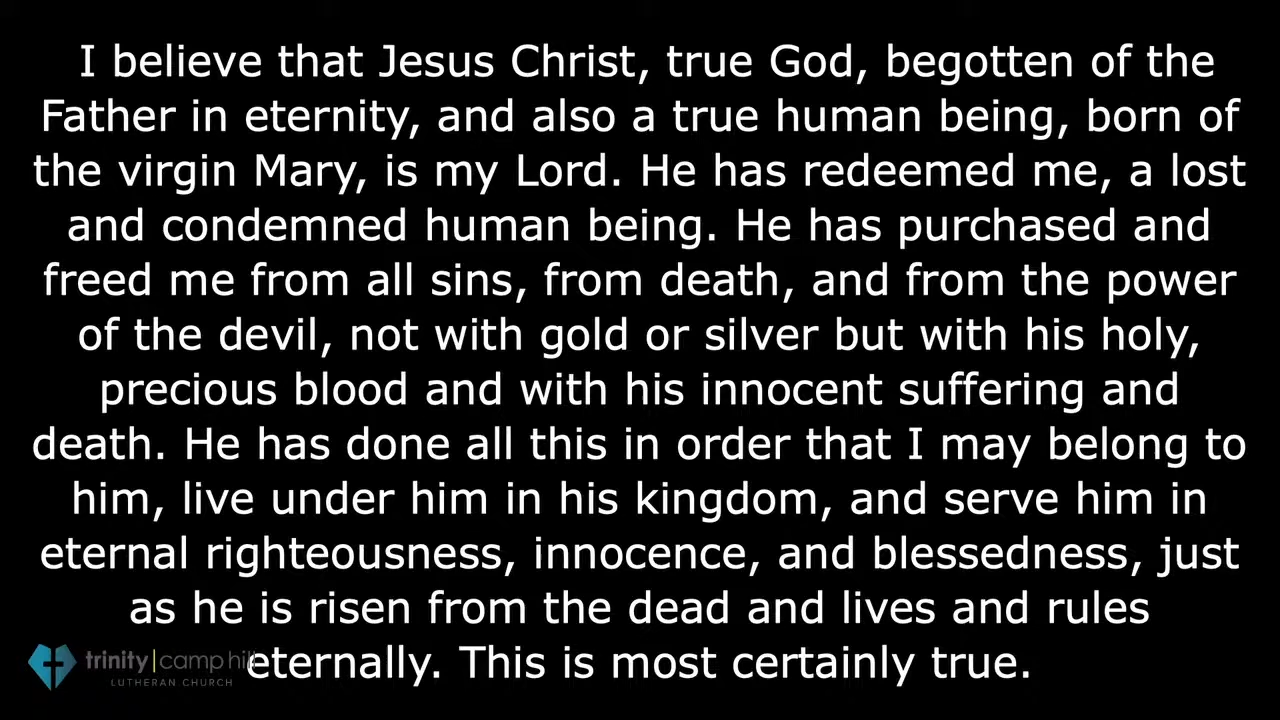 I believe that Jesus Christ, true God, begotten of the
Father in eternity, and also a true human being, born of
the virgin Mary, is my Lord. He has redeemed me, a lost
and condemned human being. He has purchased and
freed me from all sins, from death, and from the power
of the devil, not with gold or silver but with his holy,
precious blood and with his innocent suffering and
death. He has done all this in order that I may belong to
him, live under him in his kingdom, and serve him in
eternal righteousness, innocence, and blessedness, just
as he is risen from the dead and lives and rules
eternally. This is most certainly true.
trinity|camp hill
LUTHERAN CHURCH